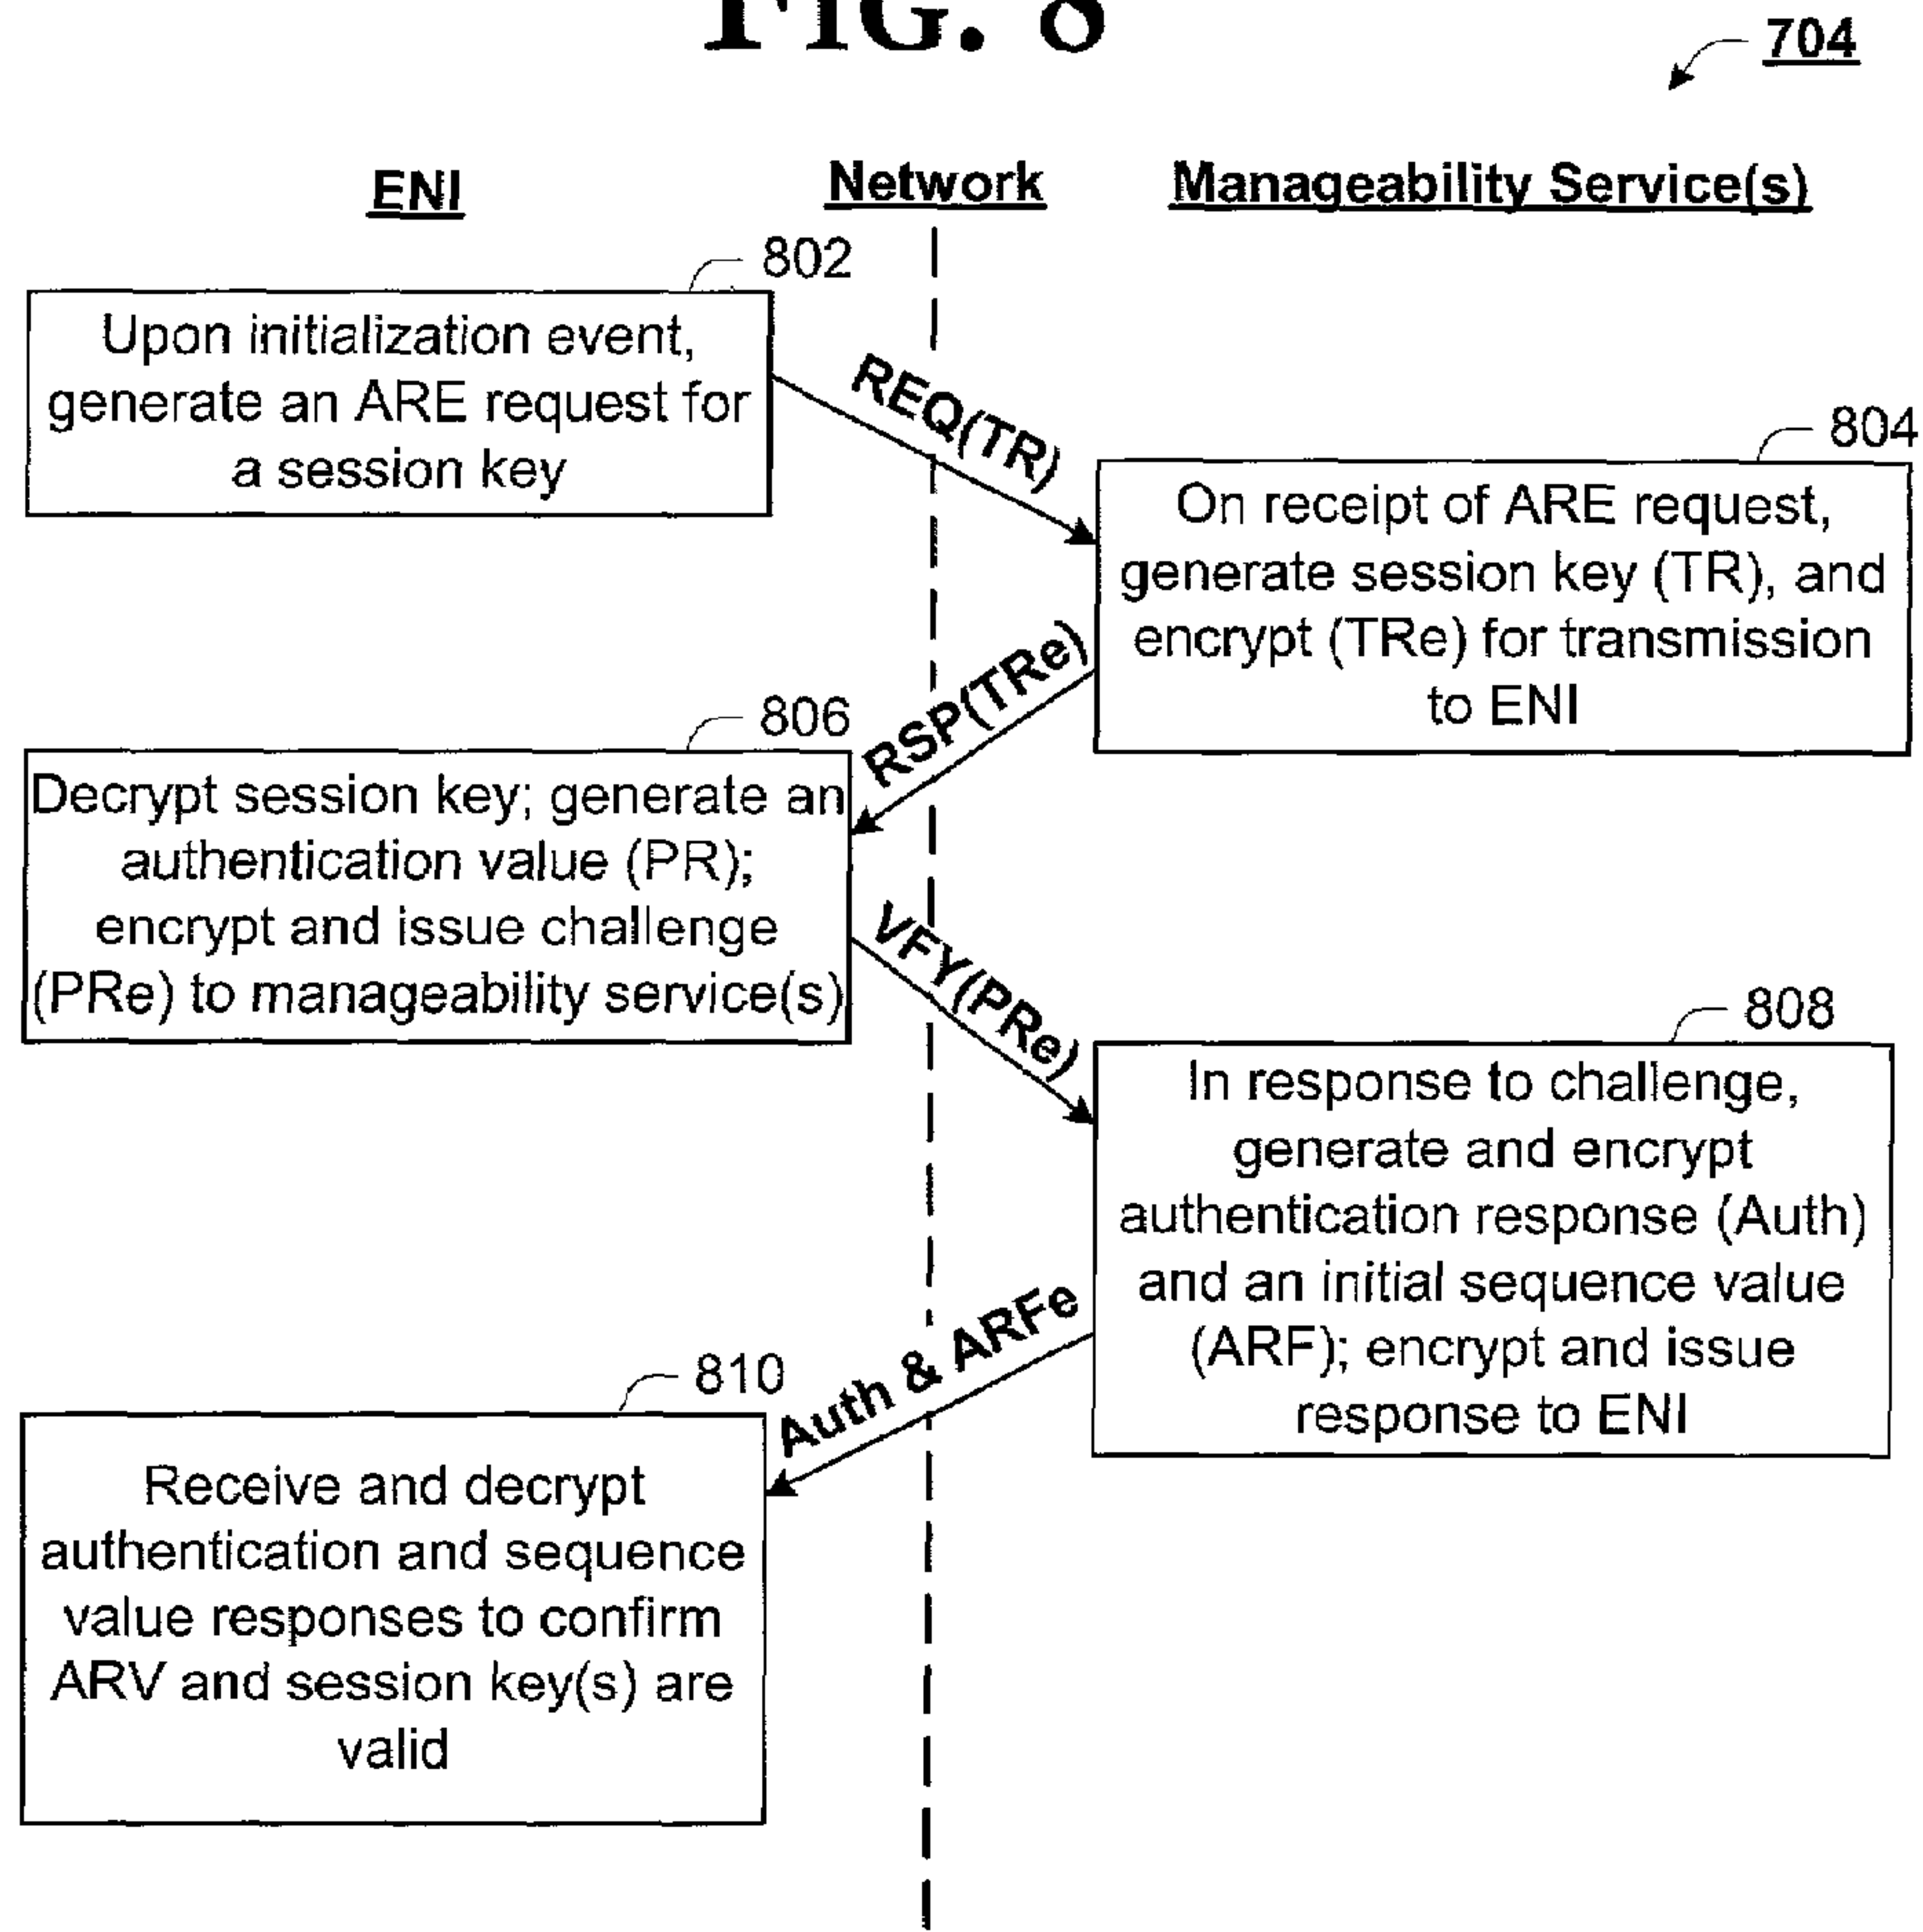 FIG. 8
704
ENI
Network
Manageability Service(s)
802
Upon initialization event,
generate an ARE request for
a session key
REQ(TR)
804
On receipt of ARE request,
generate session key (TR), and
encrypt (TRe) for transmission
to ENI
RSP(TRe)
806
Decrypt session key; generate an
authentication value (PR);
encrypt and issue challenge
(PRe) to manageability service(s)
VFY(PRe)
808
In response to challenge,
generate and encrypt
authentication response (Auth)
and an initial sequence value
(ARF); encrypt and issue
response to ENI
Auth & ARFe
810
Receive and decrypt
authentication and sequence
value responses to confirm
ARV and session key(s) are
valid